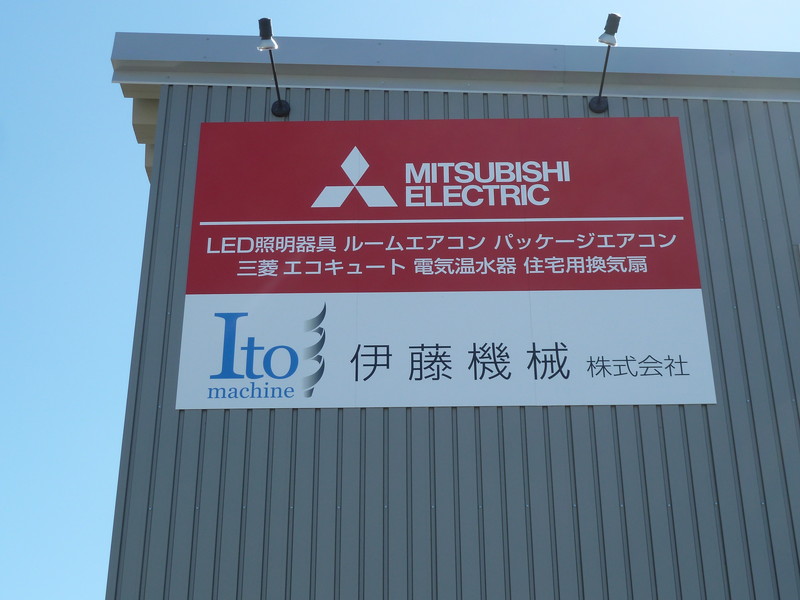 MITSUBISHI
ELECTRIC
LED照明器具 ルームエアコン パッケージエアコン
三菱 エコキュート 電気温水器 住宅用換気扇
Ito
machine
伊藤機械 株式会社